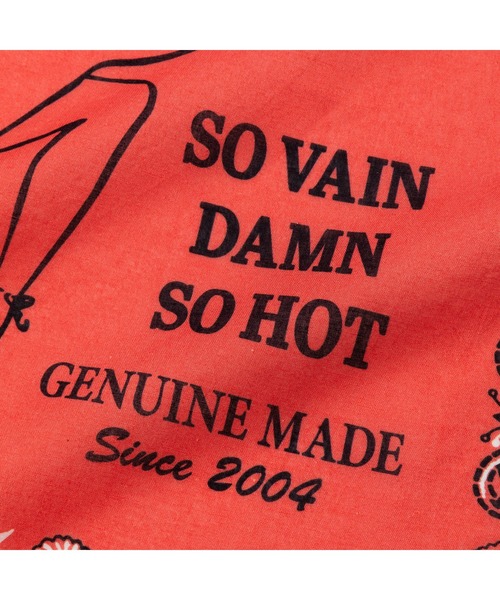 SO VAIN
DAMN
SO HOT
GENUINE MADE
Since 2004